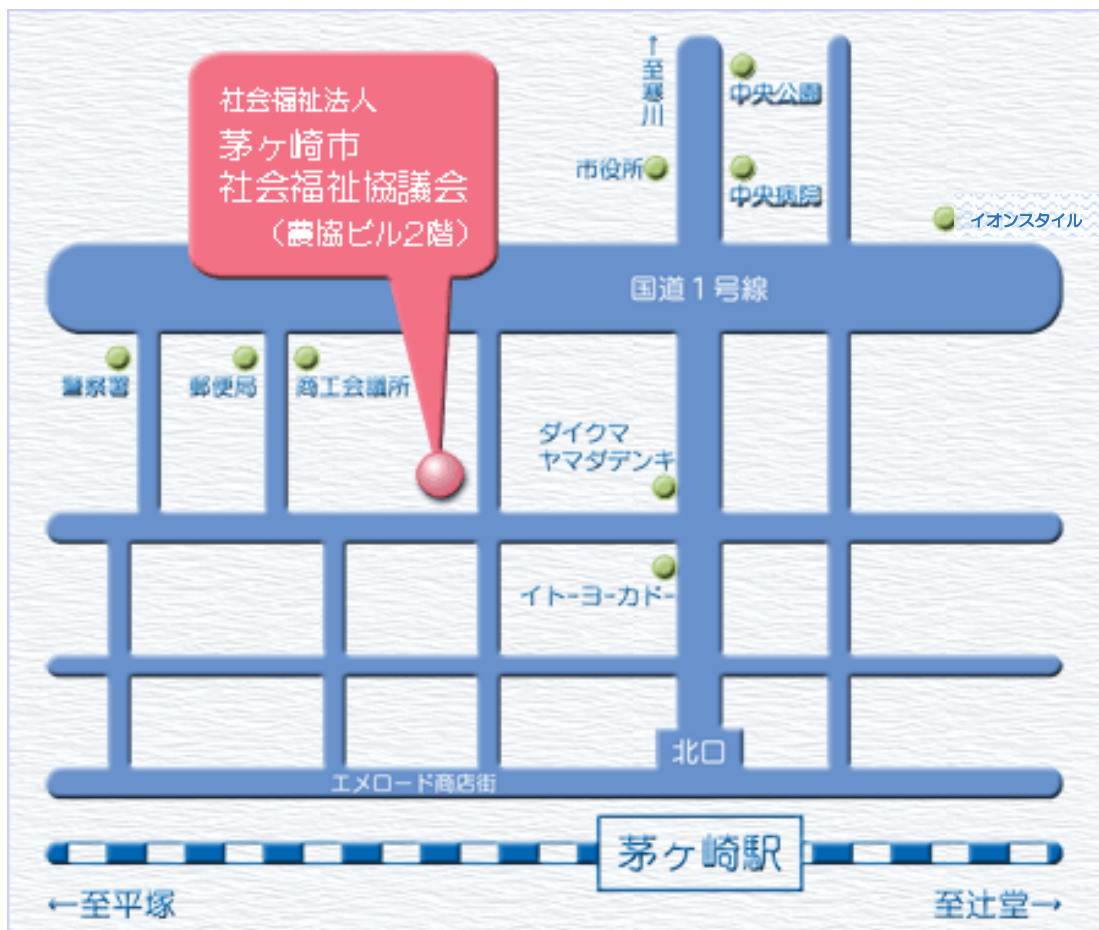 社会福祉法人
茅ヶ崎市
社会福祉協議会
（農協ビル2階）
↑至寒川
中央公園
市役所
中央病院
イオンスタイル
国道1号線
警察署
郵便局
商工会議所
ダイクマ
ヤマダデンキ
イトーヨーカドー
北口
エメロード商店街
茅ヶ崎駅
←至平塚
至辻堂→